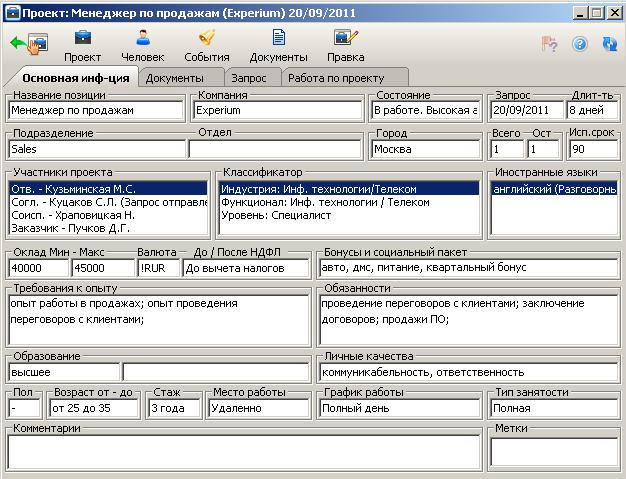 Проект: Менеджер по продажам (Experium) 20/09/2011
Проект Человек События Документы Правка
Основная инф-ция Документы Запрос Работа по проекту
Название позиции Компания Состояние Запрос Длит-ть
Менеджер по продажам Experium В работе. Высокая а 20/09/2011 8 дней
Подразделение Отдел Город Всего Ост Исп.срок
Sales Москва 1 1 90
Участники проекта Классификатор Иностранные языки
Отв. - Кузьминская М.С. Индустрия: Инф. технологии/Телеком английский (Разговорнь
Согл. - Куцаков С.Л. (Запрос отправле Функционал: Инф. технологии / Телеком
Соисп. - Храповицкая Н. Уровень: Специалист
Заказчик - Пучков Д.Г.
Оклад Мин - Макс Валюта До / После НДФЛ Бонусы и социальный пакет
40000 45000 !RUR До вычета налогов авто, дмс, питание, квартальный бонус
Требования к опыту Обязанности
опыт работы в продажах; опыт проведения проведение переговоров с клиентами; заключение
переговоров с клиентами; договоров; продажи ПО;
Образование Личные качества
высшее коммуникабельность, ответственность
Пол Возраст от - до Стаж Место работы График работы Тип занятости
- от 25 до 35 3 года Удаленно Полный день Полная
Комментарии Метки